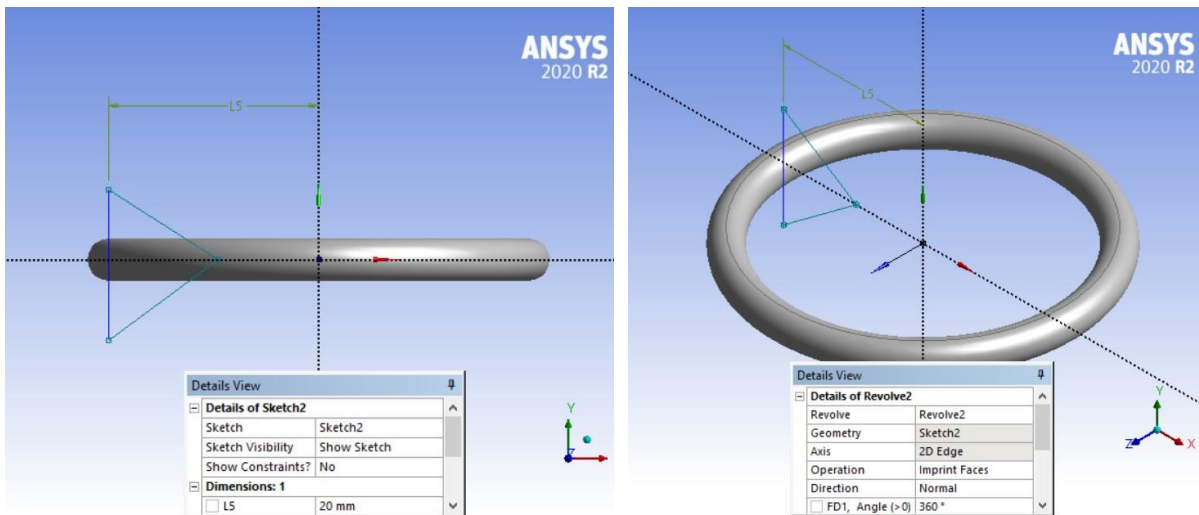 ANSYS
2020 R2
L5
Details View
Details of Sketch2
Sketch Sketch2
Sketch Visibility Show Sketch
Show Constraints? No
Dimensions: 1
L5 20 mm
Y
Z
ANSYS
2020 R2
L5
Details View
Details of Revolve2
Revolve Revolve2
Geometry Sketch2
Axis 2D Edge
Operation Imprint Faces
Direction Normal
FD1, Angle (>0) 360 °
Y
Z
X